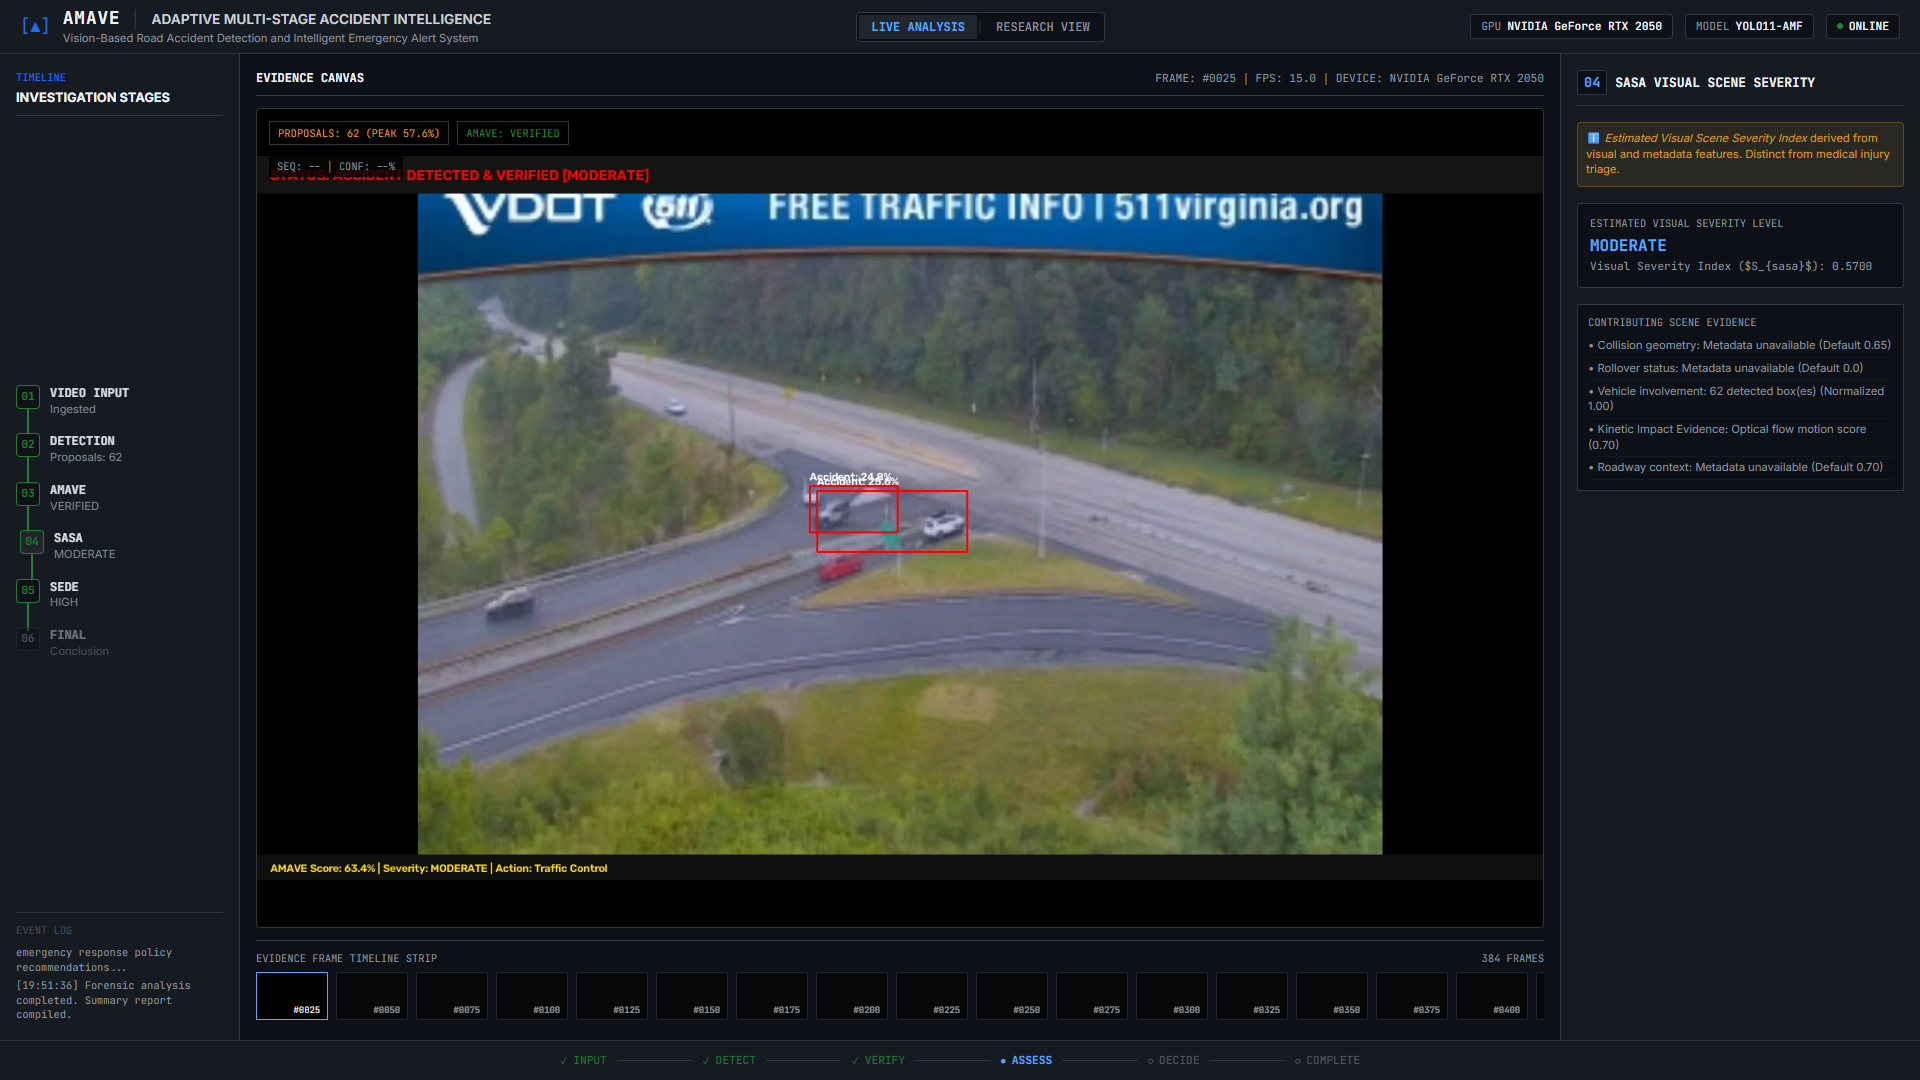 [▲] AMAVE | ADAPTIVE MULTI-STAGE ACCIDENT INTELLIGENCE
Vision-Based Road Accident Detection and Intelligent Emergency Alert System
LIVE ANALYSIS
RESEARCH VIEW
GPU NVIDIA GeForce RTX 2050
MODEL YOLO11-AMF
● ONLINE
TIMELINE
INVESTIGATION STAGES
01 VIDEO INPUT
Ingested
02 DETECTION
Proposals: 62
03 AMAVE
VERIFIED
04 SASA
MODERATE
05 SEDE
HIGH
06 FINAL
Conclusion
EVENT LOG
emergency response policy
recommendations...
[19:51:36] Forensic analysis
completed. Summary report
compiled.
EVIDENCE CANVAS
FRAME: #0025 | FPS: 15.0 | DEVICE: NVIDIA GeForce RTX 2050
PROPOSALS: 62 (PEAK 57.6%)
AMAVE: VERIFIED
SEQ: -- | CONF: --%
STATUS: ACCIDENT DETECTED & VERIFIED [MODERATE]
VDOT 511 FREE TRAFFIC INFO | 511virginia.org
Accident: 24.8%
Accident: 25.6%
AMAVE Score: 63.4% | Severity: MODERATE | Action: Traffic Control
EVIDENCE FRAME TIMELINE STRIP
384 FRAMES
#0025 #0050 #0075 #0100 #0125 #0150 #0175 #0200 #0225 #0250 #0275 #0300 #0325 #0350 #0375 #0400
04 SASA VISUAL SCENE SEVERITY
ℹ Estimated Visual Scene Severity Index derived from
visual and metadata features. Distinct from medical injury
triage.
ESTIMATED VISUAL SEVERITY LEVEL
MODERATE
Visual Severity Index ($S_{sasa}$): 0.5700
CONTRIBUTING SCENE EVIDENCE
• Collision geometry: Metadata unavailable (Default 0.65)
• Rollover status: Metadata unavailable (Default 0.0)
• Vehicle involvement: 62 detected box(es) (Normalized
1.00)
• Kinetic Impact Evidence: Optical flow motion score
(0.70)
• Roadway context: Metadata unavailable (Default 0.70)
✓ INPUT
✓ DETECT
✓ VERIFY
● ASSESS
○ DECIDE
○ COMPLETE